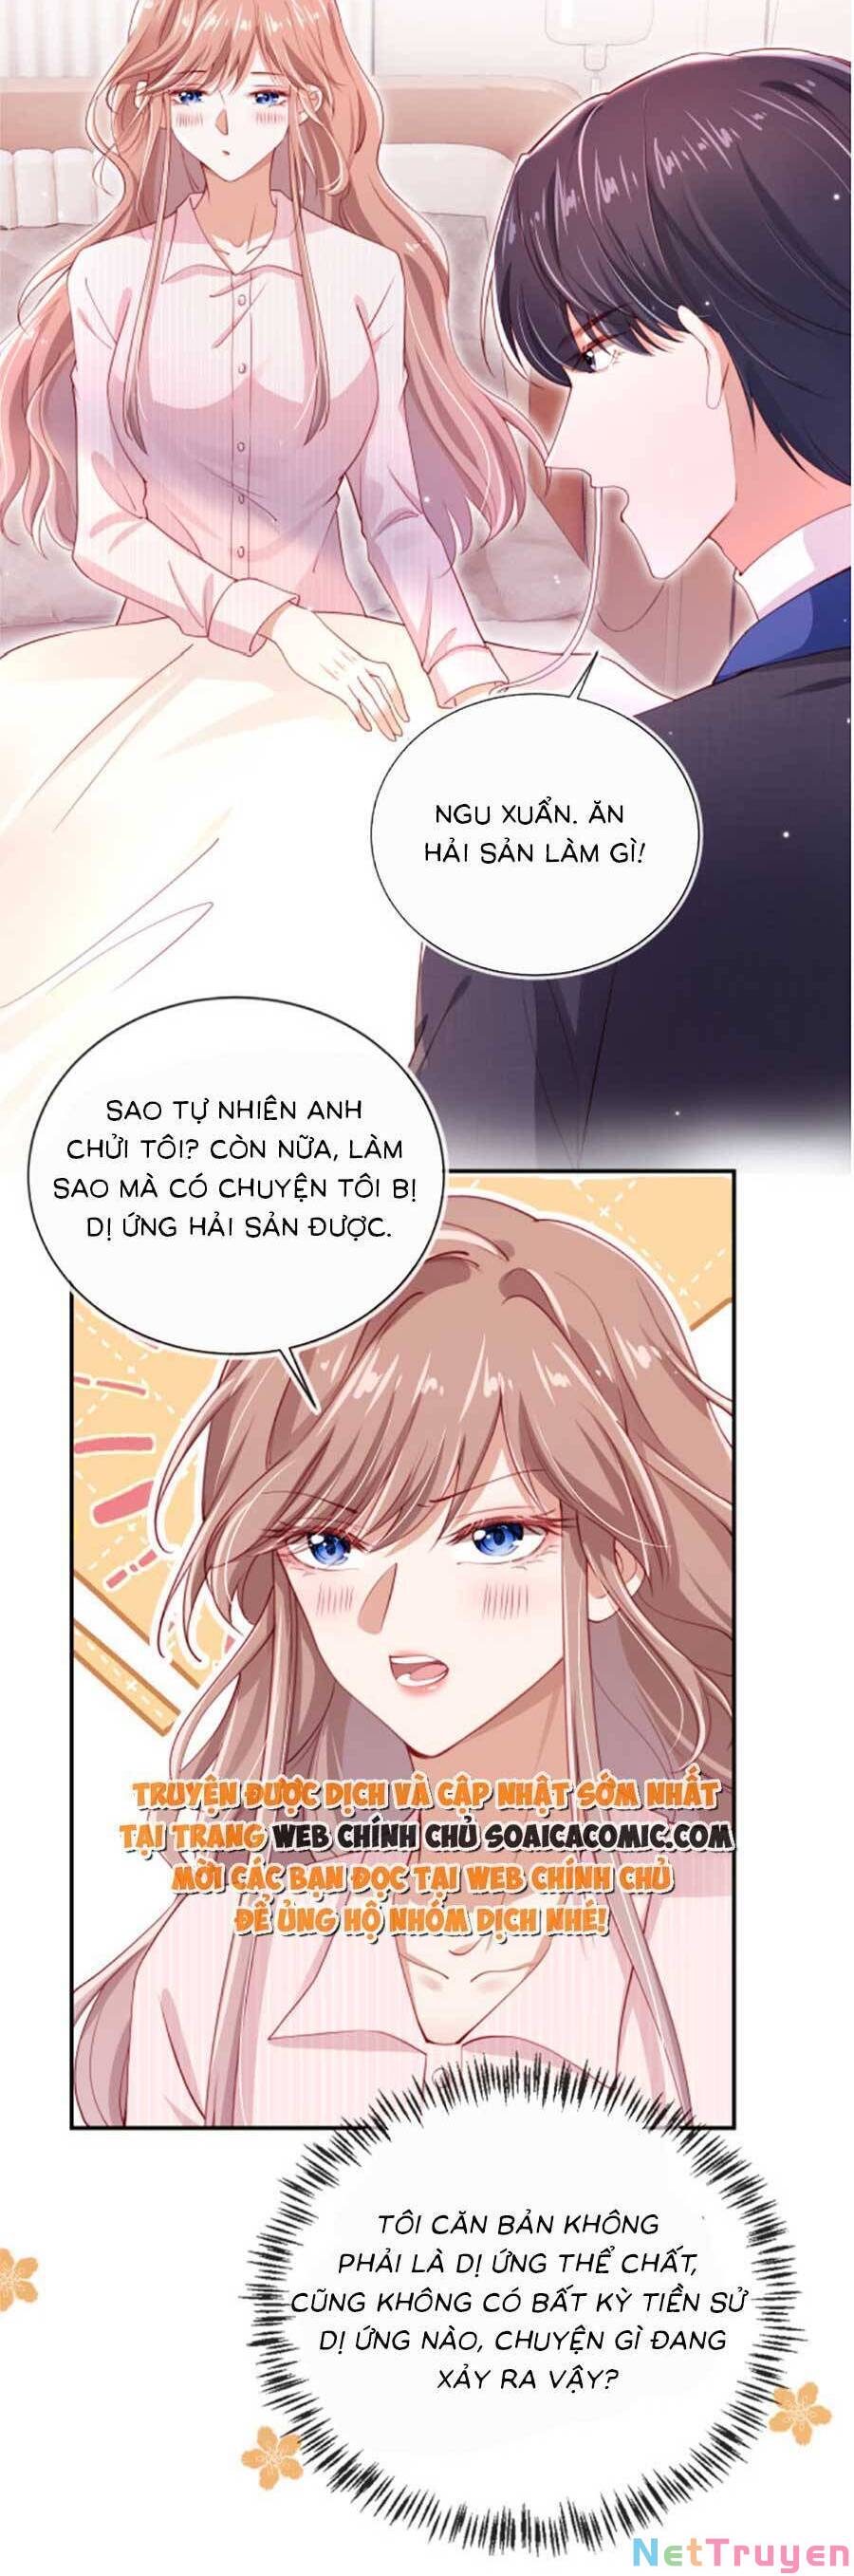 NGU XUẨN. ĂN
HẢI SẢN LÀM GÌ!
SAO TỰ NHIÊN ANH
CHỬI TÔI? CÒN NỮA, LÀM
SAO MÀ CÓ CHUYỆN TÔI BỊ
DỊ ỨNG HẢI SẢN ĐƯỢC.
TRUYỆN ĐƯỢC DỊCH VÀ CẬP NHẬT SỚM NHẤT
TẠI TRANG WEB CHÍNH CHỦ SOAICACOMIC.COM
MỜI CÁC BẠN ĐỌC TẠI WEB CHÍNH CHỦ
ĐỂ ỦNG HỘ NHÓM DỊCH NHÉ!
TÔI CĂN BẢN KHÔNG
PHẢI LÀ DỊ ỨNG THỂ CHẤT,
CŨNG KHÔNG CÓ BẤT KỲ TIỀN SỬ
DỊ ỨNG NÀO, CHUYỆN GÌ ĐANG
XẢY RA VẬY?
NetTruyen